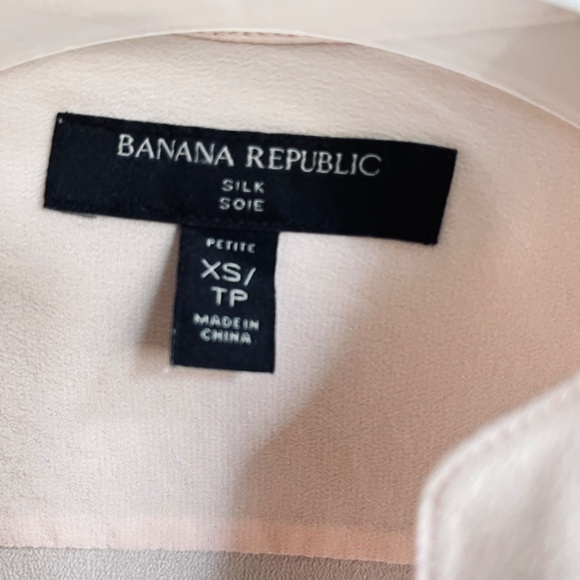 BANANA REPUBLIC
SILK
SOIE
PETITE
XS/
TP
MADE IN
CHINA